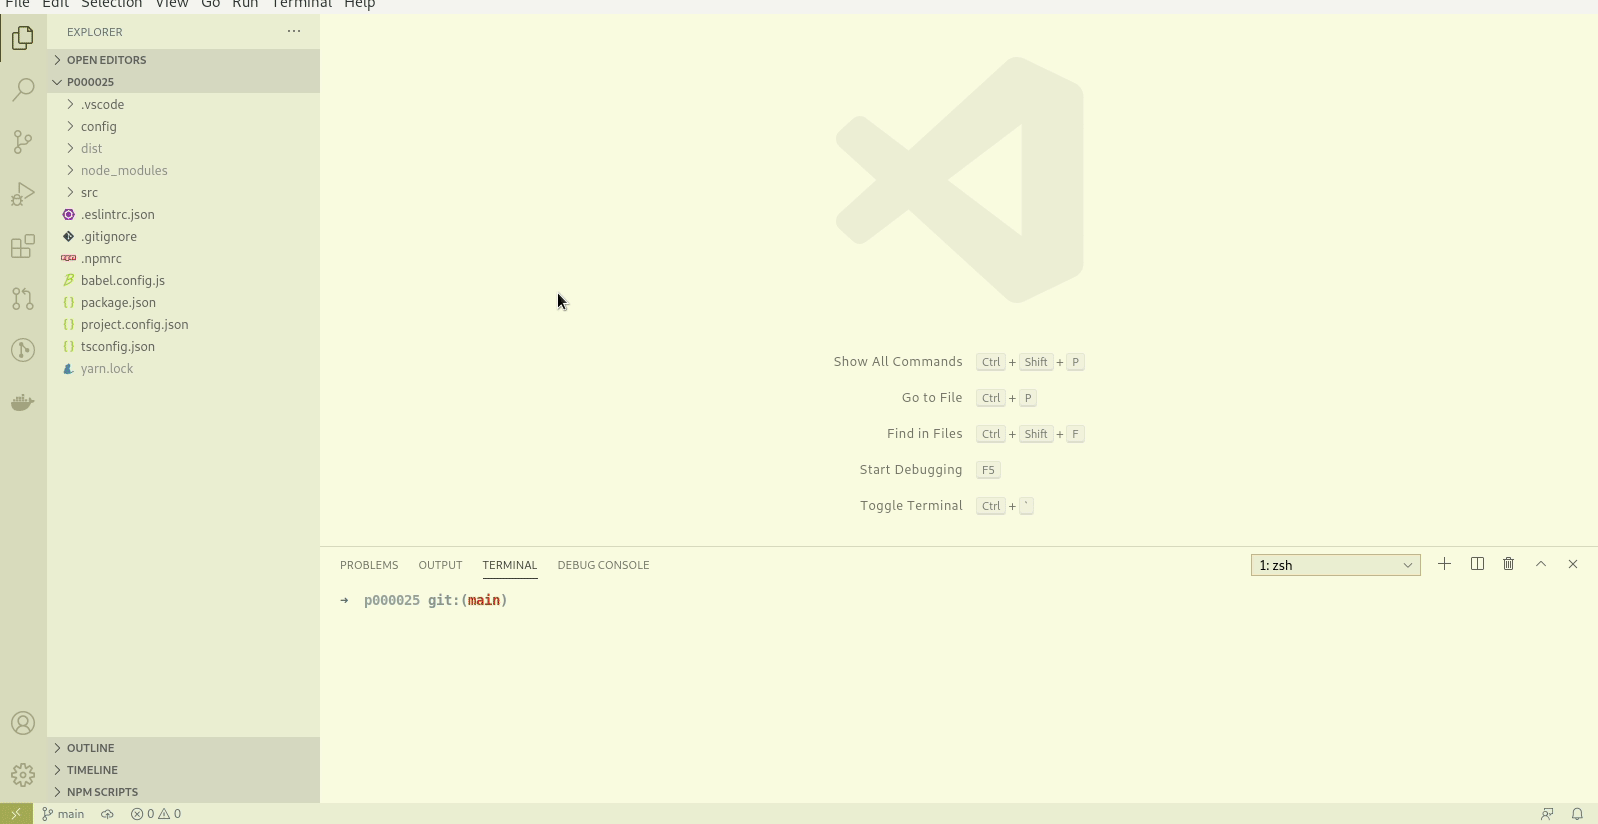 File Edit Selection View Go Run Terminal Help
EXPLORER ...
OPEN EDITORS
P000025
.vscode
config
dist
node_modules
src
.eslintrc.json
.gitignore
.npmrc
babel.config.js
package.json
project.config.json
tsconfig.json
yarn.lock
OUTLINE
TIMELINE
NPM SCRIPTS
Show All Commands Ctrl + Shift + P
Go to File Ctrl + P
Find in Files Ctrl + Shift + F
Start Debugging F5
Toggle Terminal Ctrl + `
PROBLEMS OUTPUT TERMINAL DEBUG CONSOLE 1: zsh
→ p000025 git:(main)
main 0 0